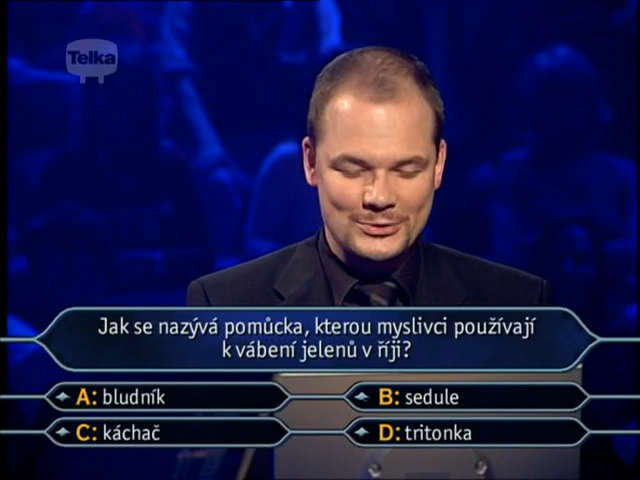 Telka
Jak se nazývá pomůcka, kterou myslivci používají
k vábení jelenů v říji?
A: bludník
B: sedule
C: káchač
D: tritonka